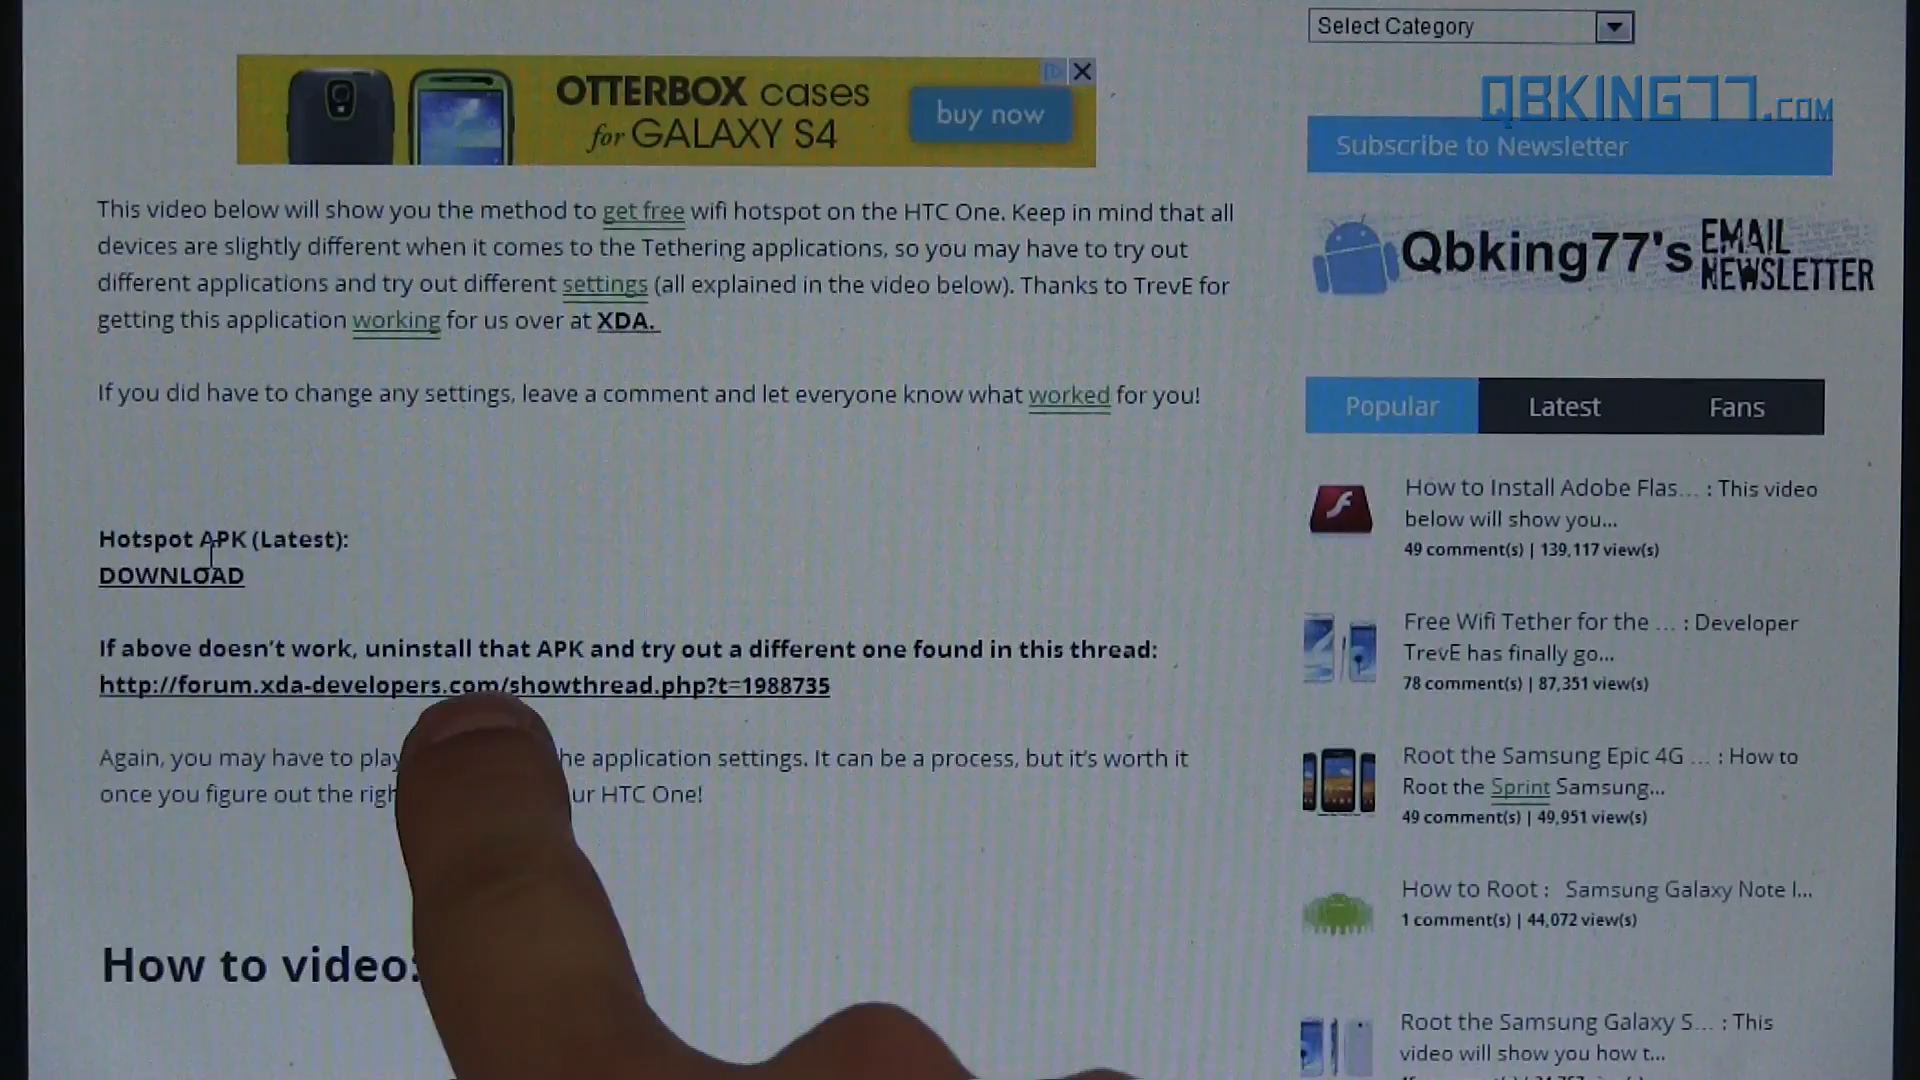 Select Category
OTTERBOX cases
for GALAXY S4
buy now
QBKING77.COM
Subscribe to Newsletter
This video below will show you the method to get free wifi hotspot on the HTC One. Keep in mind that all
devices are slightly different when it comes to the Tethering applications, so you may have to try out
different applications and try out different settings (all explained in the video below). Thanks to TrevE for
getting this application working for us over at XDA.
If you did have to change any settings, leave a comment and let everyone know what worked for you!
Hotspot APK (Latest):
DOWNLOAD
If above doesn't work, uninstall that APK and try out a different one found in this thread:
http://forum.xda-developers.com/showthread.php?t=1988735
Again, you may have to play he application settings. It can be a process, but it's worth it
once you figure out the righ ur HTC One!
How to video:
Qbking77's EMAIL
NEWSLETTER
Popular Latest Fans
How to Install Adobe Flas... : This video
below will show you...
49 comment(s) | 139,117 view(s)
Free Wifi Tether for the ... : Developer
TrevE has finally go...
78 comment(s) | 87,351 view(s)
Root the Samsung Epic 4G ... : How to
Root the Sprint Samsung...
49 comment(s) | 49,951 view(s)
How to Root : Samsung Galaxy Note I...
1 comment(s) | 44,072 view(s)
Root the Samsung Galaxy S... : This
video will show you how t...